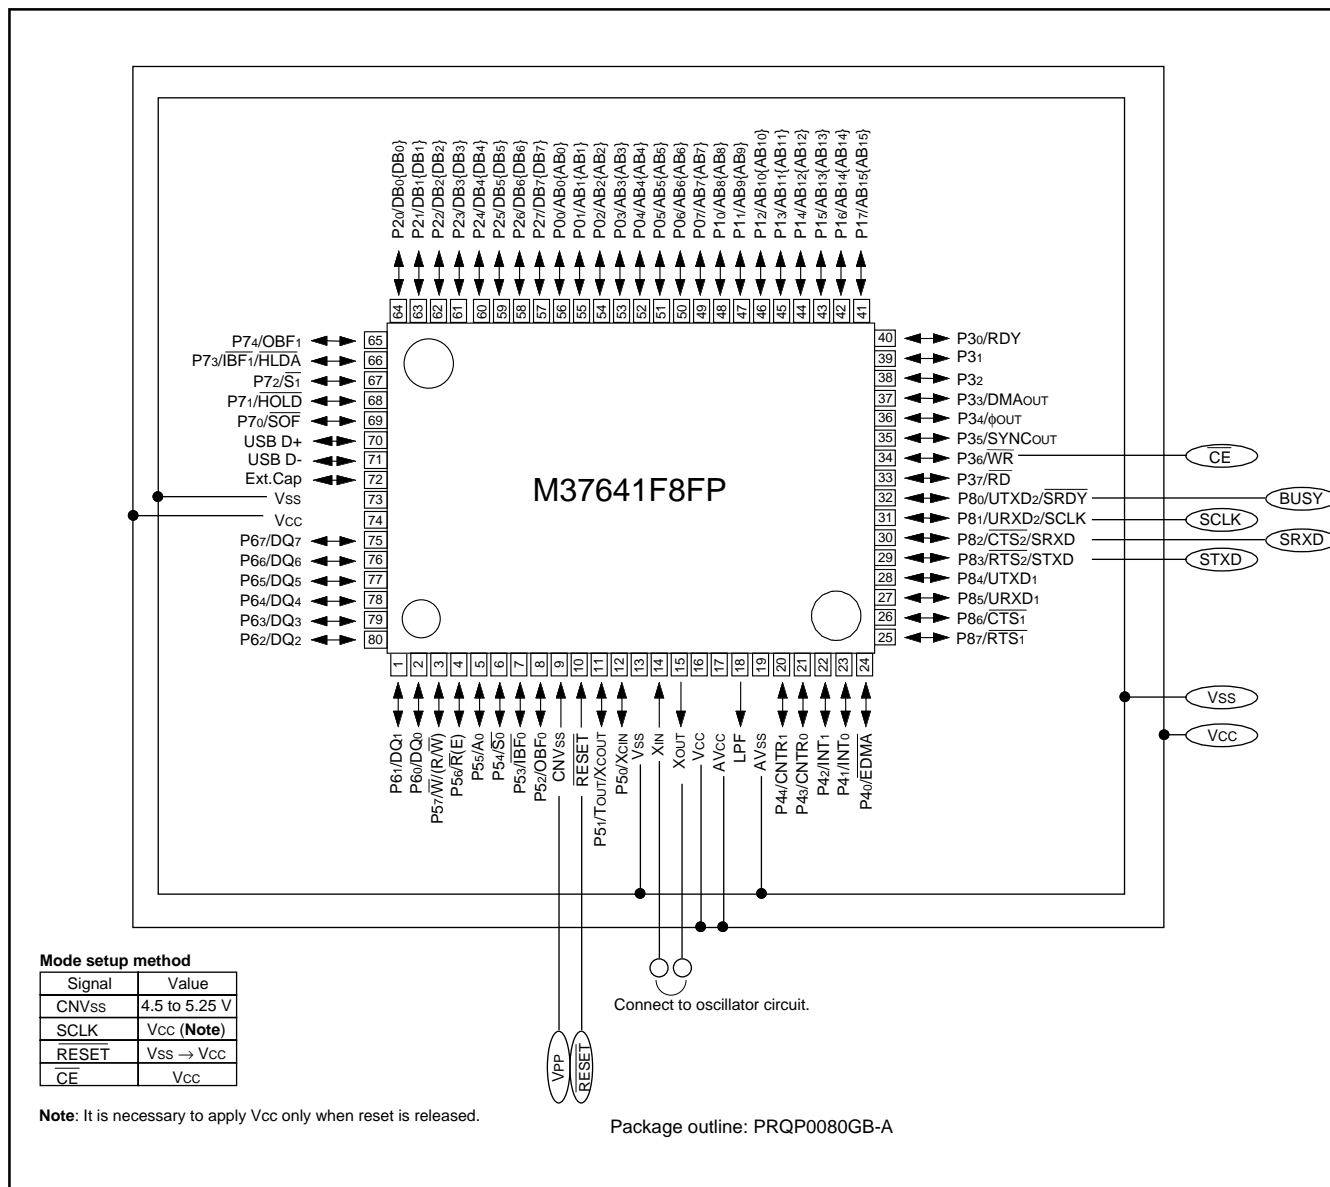 P20/DB0{DB0}
P21/DB1{DB1}
P22/DB2{DB2}
P23/DB3{DB3}
P24/DB4{DB4}
P25/DB5{DB5}
P26/DB6{DB6}
P27/DB7{DB7}
P00/AB0{AB0}
P01/AB1{AB1}
P02/AB2{AB2}
P03/AB3{AB3}
P04/AB4{AB4}
P05/AB5{AB5}
P06/AB6{AB6}
P07/AB7{AB7}
P10/AB8{AB8}
P11/AB9{AB9}
P12/AB10{AB10}
P13/AB11{AB11}
P14/AB12{AB12}
P15/AB13{AB13}
P16/AB14{AB14}
P17/AB15{AB15}
64 63 62 61 60 59 58 57 56 55 54 53 52 51 50 49 48 47 46 45 44 43 42 41
P74/OBF1 65
P73/IBF1/HLDA 66
P72/S1 67
P71/HOLD 68
P70/SOF 69
USB D+ 70
USB D- 71
Ext.Cap 72
Vss 73
Vcc 74
P67/DQ7 75
P66/DQ6 76
P65/DQ5 77
P64/DQ4 78
P63/DQ3 79
P62/DQ2 80
M37641F8FP
40 P30/RDY
39 P31
38 P32
37 P33/DMAOUT
36 P34/ϕOUT
35 P35/SYNCOUT
34 P36/WR CE
33 P37/RD
32 P80/UTXD2/SRDY BUSY
31 P81/URXD2/SCLK SCLK
30 P82/CTS2/SRXD SRXD
29 P83/RTS2/STXD STXD
28 P84/UTXD1
27 P85/URXD1
26 P86/CTS1
25 P87/RTS1
Vss
Vcc
1 2 3 4 5 6 7 8 9 10 11 12 13 14 15 16 17 18 19 20 21 22 23 24
P61/DQ1
P60/DQ0
P57/W/(R/W)
P56/R(E)
P55/A0
P54/S0
P53/IBF0
P52/OBF0
CNVss
RESET
P51/TOUT/XCOUT
P50/XCIN
Vss
XIN
XOUT
Vcc
AVcc
LPF
AVss
P44/CNTR1
P43/CNTR0
P42/INT1
P41/INT0
P40/EDMA
Connect to oscillator circuit.
VPP
RESET
Mode setup method
Signal Value
CNVss 4.5 to 5.25 V
SCLK Vcc (Note)
RESET Vss → Vcc
CE Vcc
Note: It is necessary to apply Vcc only when reset is released.
Package outline: PRQP0080GB-A